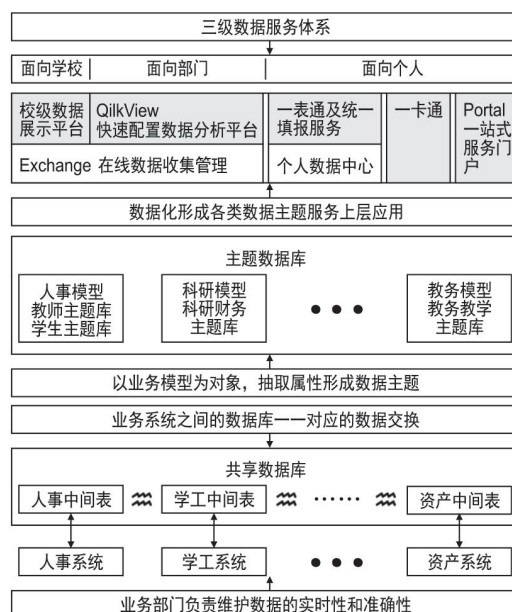 三级数据服务体系
面向学校
面向部门
面向个人
校级数据
展示平台
QilkView
快速配置数据分析平台
一表通及统一
填报服务
一卡通
Portal
一站式
服务门
户
Exchange 在线数据收集管理
个人数据中心
数据化形成各类数据主题服务上层应用
主题数据库
人事模型
教师主题库
学生主题库
科研模型
科研财务
主题库
教务模型
教务教学
主题库
以业务模型为对象，抽取属性形成数据主题
业务系统之间的数据库一一对应的数据交换
共享数据库
人事中间表
学工中间表
……
资产中间表
人事系统
学工系统
资产系统
业务部门负责维护数据的实时性和准确性